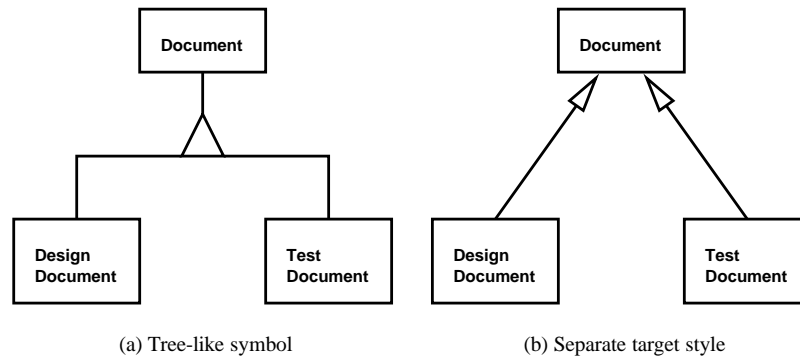 Document
Design
Document
Test
Document
(a) Tree-like symbol
Document
Design
Document
Test
Document
(b) Separate target style